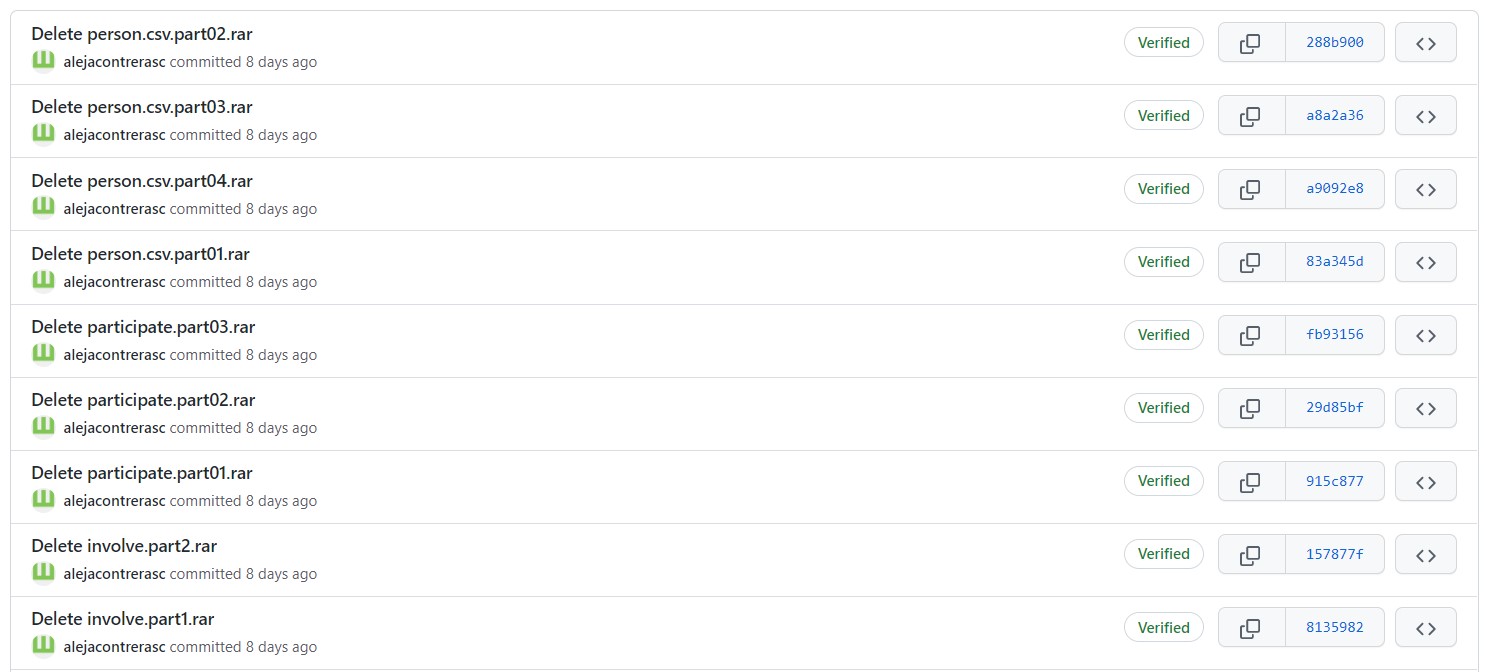 Delete person.csv.part02.rar
alejacontrerasc committed 8 days ago
Verified
288b900
Delete person.csv.part03.rar
alejacontrerasc committed 8 days ago
Verified
a8a2a36
Delete person.csv.part04.rar
alejacontrerasc committed 8 days ago
Verified
a9092e8
Delete person.csv.part01.rar
alejacontrerasc committed 8 days ago
Verified
83a345d
Delete participate.part03.rar
alejacontrerasc committed 8 days ago
Verified
fb93156
Delete participate.part02.rar
alejacontrerasc committed 8 days ago
Verified
29d85bf
Delete participate.part01.rar
alejacontrerasc committed 8 days ago
Verified
915c877
Delete involve.part2.rar
alejacontrerasc committed 8 days ago
Verified
157877f
Delete involve.part1.rar
alejacontrerasc committed 8 days ago
Verified
8135982